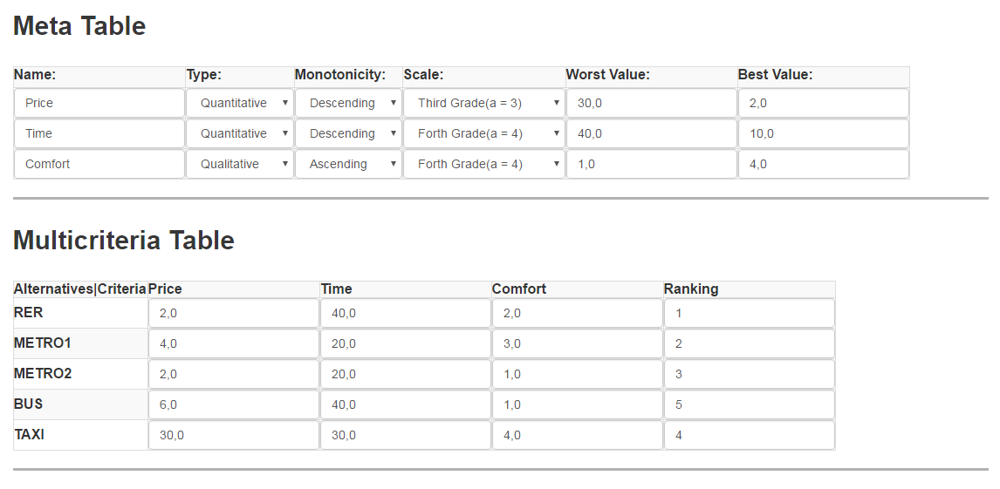 Meta Table
Name: Type: Monotonicity: Scale: Worst Value: Best Value:
Price Quantitative Descending Third Grade(a = 3) 30,0 2,0
Time Quantitative Descending Forth Grade(a = 4) 40,0 10,0
Comfort Qualitative Ascending Forth Grade(a = 4) 1,0 4,0
Multicriteria Table
Alternatives|Criteria Price Time Comfort Ranking
RER 2,0 40,0 2,0 1
METRO1 4,0 20,0 3,0 2
METRO2 2,0 20,0 1,0 3
BUS 6,0 40,0 1,0 5
TAXI 30,0 30,0 4,0 4